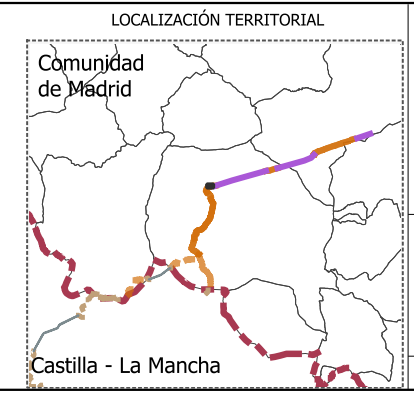 LOCALIZACIÓN TERRITORIAL
Comunidad
de Madrid
Castilla - La Mancha